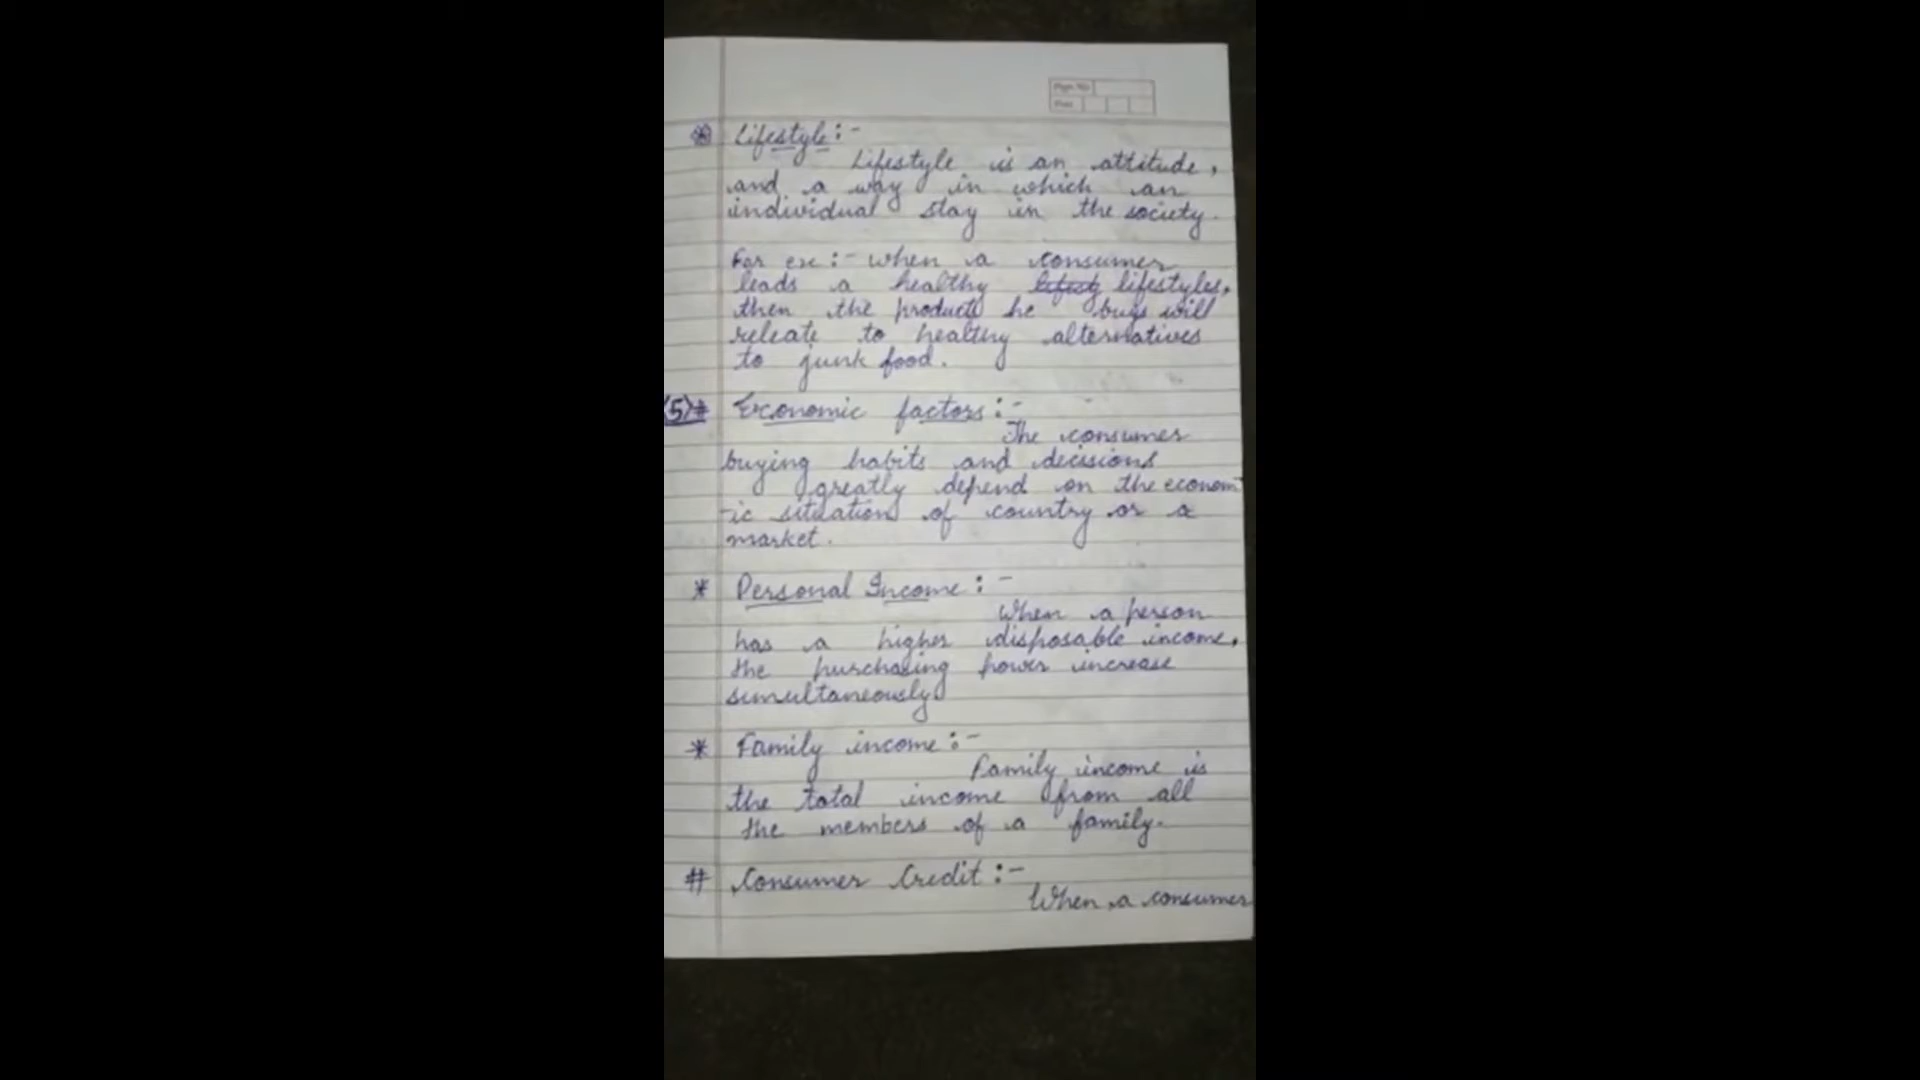 Page No
Date
Lifestyle :-
Lifestyle is an attitude,
and a way in which an
individual stay in the society.
For ex :- when a consumer
leads a healthy lifestyles,
then the products he buys will
releate to healthy alternatives
to junk food.
(5)# Economic factors :-
The consumer
buying habits and decisions
greatly depend on the econom
-ic situation of country or a
market.
* Personal Income :-
When a person
has a higher disposable income,
the purchasing power increase
simultaneously
* Family income :-
Family income is
the total income from all
the members of a family.
# Consumer Credit :-
When a consumer